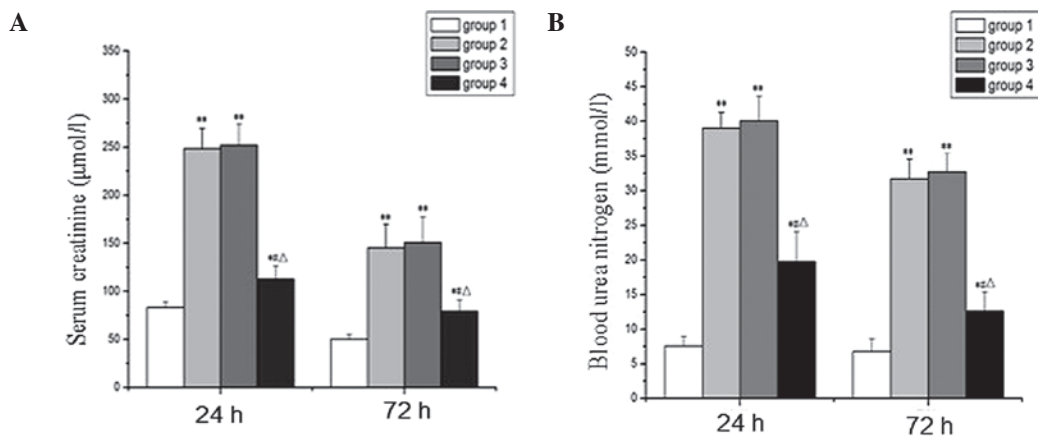 A
group 1
group 2
group 3
group 4
Serum creatinine (μmol/l)
350
300
250
200
150
100
50
0
**
**
**
**
24 h
72 h
B
group 1
group 2
group 3
group 4
Blood urea nitrogen (mmol/l)
50
45
40
35
30
25
20
15
10
5
0
**
**
**
**
24 h
72 h